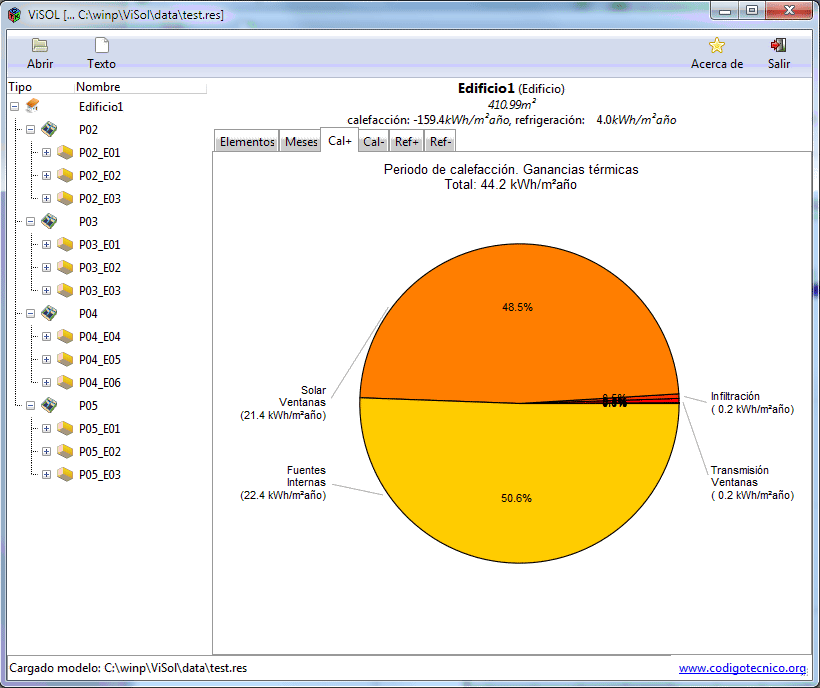 ViSOL [... C:\winp\ViSol\data\test.res]
Abrir
Texto
Acerca de
Salir
Tipo
Nombre
Edificio1
P02
P02_E01
P02_E02
P02_E03
P03
P03_E01
P03_E02
P03_E03
P04
P04_E04
P04_E05
P04_E06
P05
P05_E01
P05_E02
P05_E03
Edificio1 (Edificio)
410.99m²
calefacción: -159.4kWh/m²año, refrigeración: 4.0kWh/m²año
Elementos
Meses
Cal+
Cal-
Ref+
Ref-
Periodo de calefacción. Ganancias térmicas
Total: 44.2 kWh/m²año
48.5%
Solar
Ventanas
(21.4 kWh/m²año)
Infiltración
( 0.2 kWh/m²año)
Fuentes
Internas
(22.4 kWh/m²año)
Transmisión
Ventanas
( 0.2 kWh/m²año)
50.6%
Cargado modelo: C:\winp\ViSol\data\test.res
www.codigotecnico.org